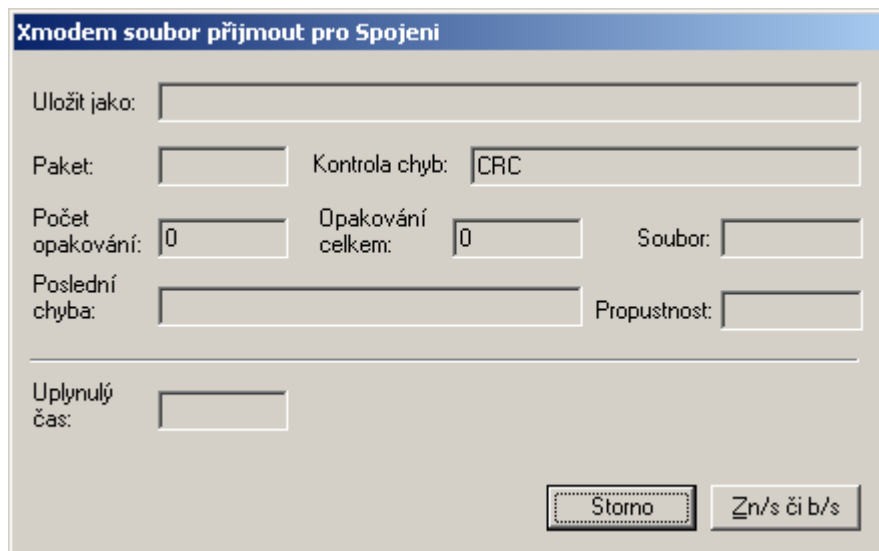 Xmodem soubor přijmout pro Spojeni
Uložit jako:
Paket:
Kontrola chyb: CRC
Počet
opakování: 0
Opakování
celkem: 0
Soubor:
Poslední
chyba:
Propustnost:
Uplynulý
čas:
Storno
Zn/s či b/s